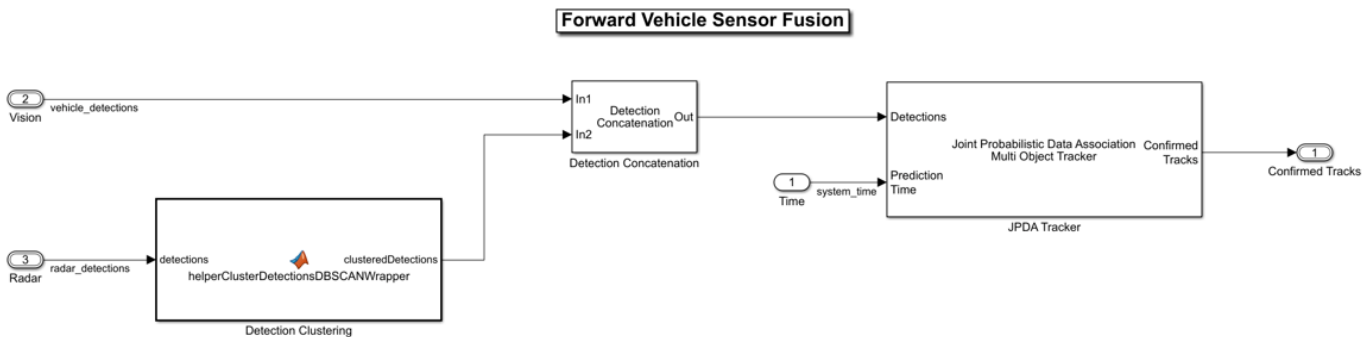 Forward Vehicle Sensor Fusion
2
Vision
vehicle_detections
In1
In2
Detection
Concatenation
Out
Detection Concatenation
Detections
Prediction
Time
Joint Probabilistic Data Association
Multi Object Tracker
Confirmed
Tracks
JPDA Tracker
1
Confirmed Tracks
1
Time
system_time
3
Radar
radar_detections
detections
clusteredDetections
helperClusterDetectionsDBSCANWrapper
Detection Clustering